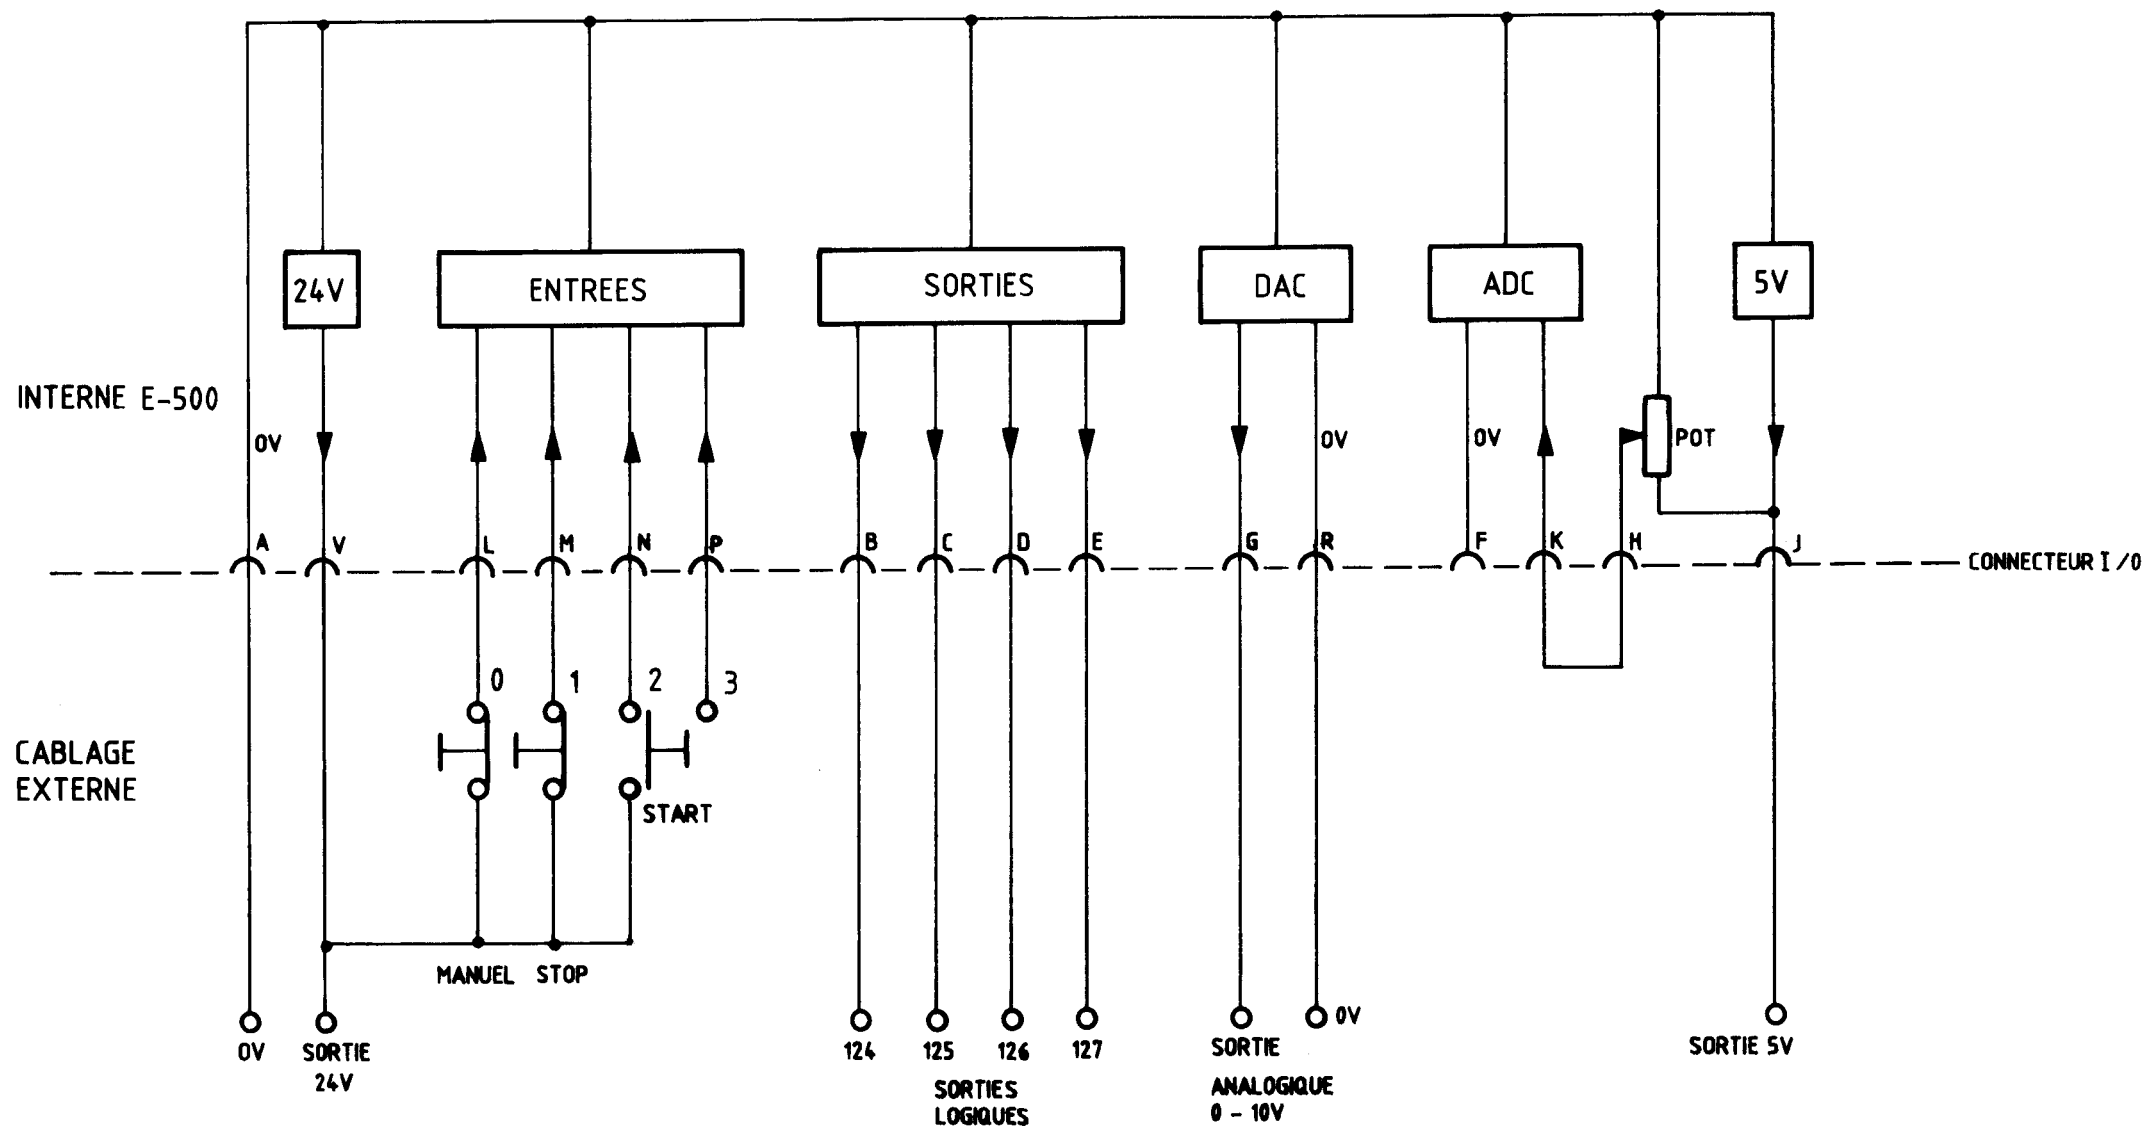 24V
ENTREES
SORTIES
DAC
ADC
5V
INTERNE E-500
0V
0V
0V
POT
A
V
L
M
N
P
B
C
D
E
G
R
F
K
H
J
CONNECTEUR I/0
0
1
2
3
CABLAGE
EXTERNE
START
MANUEL
STOP
0V
0V
SORTIE
24V
124
125
126
127
SORTIES
LOGIQUES
SORTIE
ANALOGIQUE
0 - 10V
SORTIE 5V